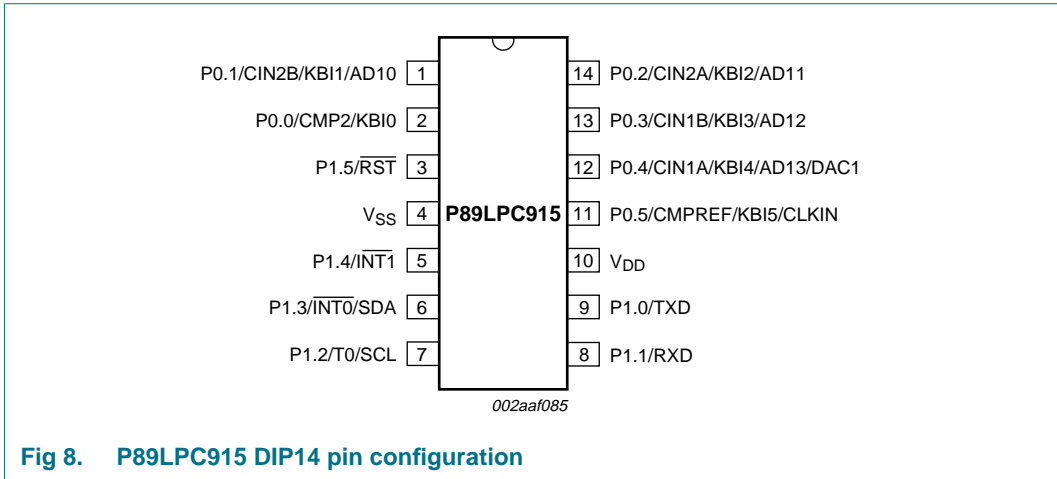 P0.1/CIN2B/KBI1/AD10 1 14 P0.2/CIN2A/KBI2/AD11
P0.0/CMP2/KBI0 2 13 P0.3/CIN1B/KBI3/AD12
P1.5/R̅S̅T̅ 3 12 P0.4/CIN1A/KBI4/AD13/DAC1
VSS 4 P89LPC915 11 P0.5/CMPREF/KBI5/CLKIN
P1.4/I̅N̅T̅1̅ 5 10 VDD
P1.3/I̅N̅T̅0̅/SDA 6 9 P1.0/TXD
P1.2/T0/SCL 7 8 P1.1/RXD
002aaf085
Fig 8. P89LPC915 DIP14 pin configuration